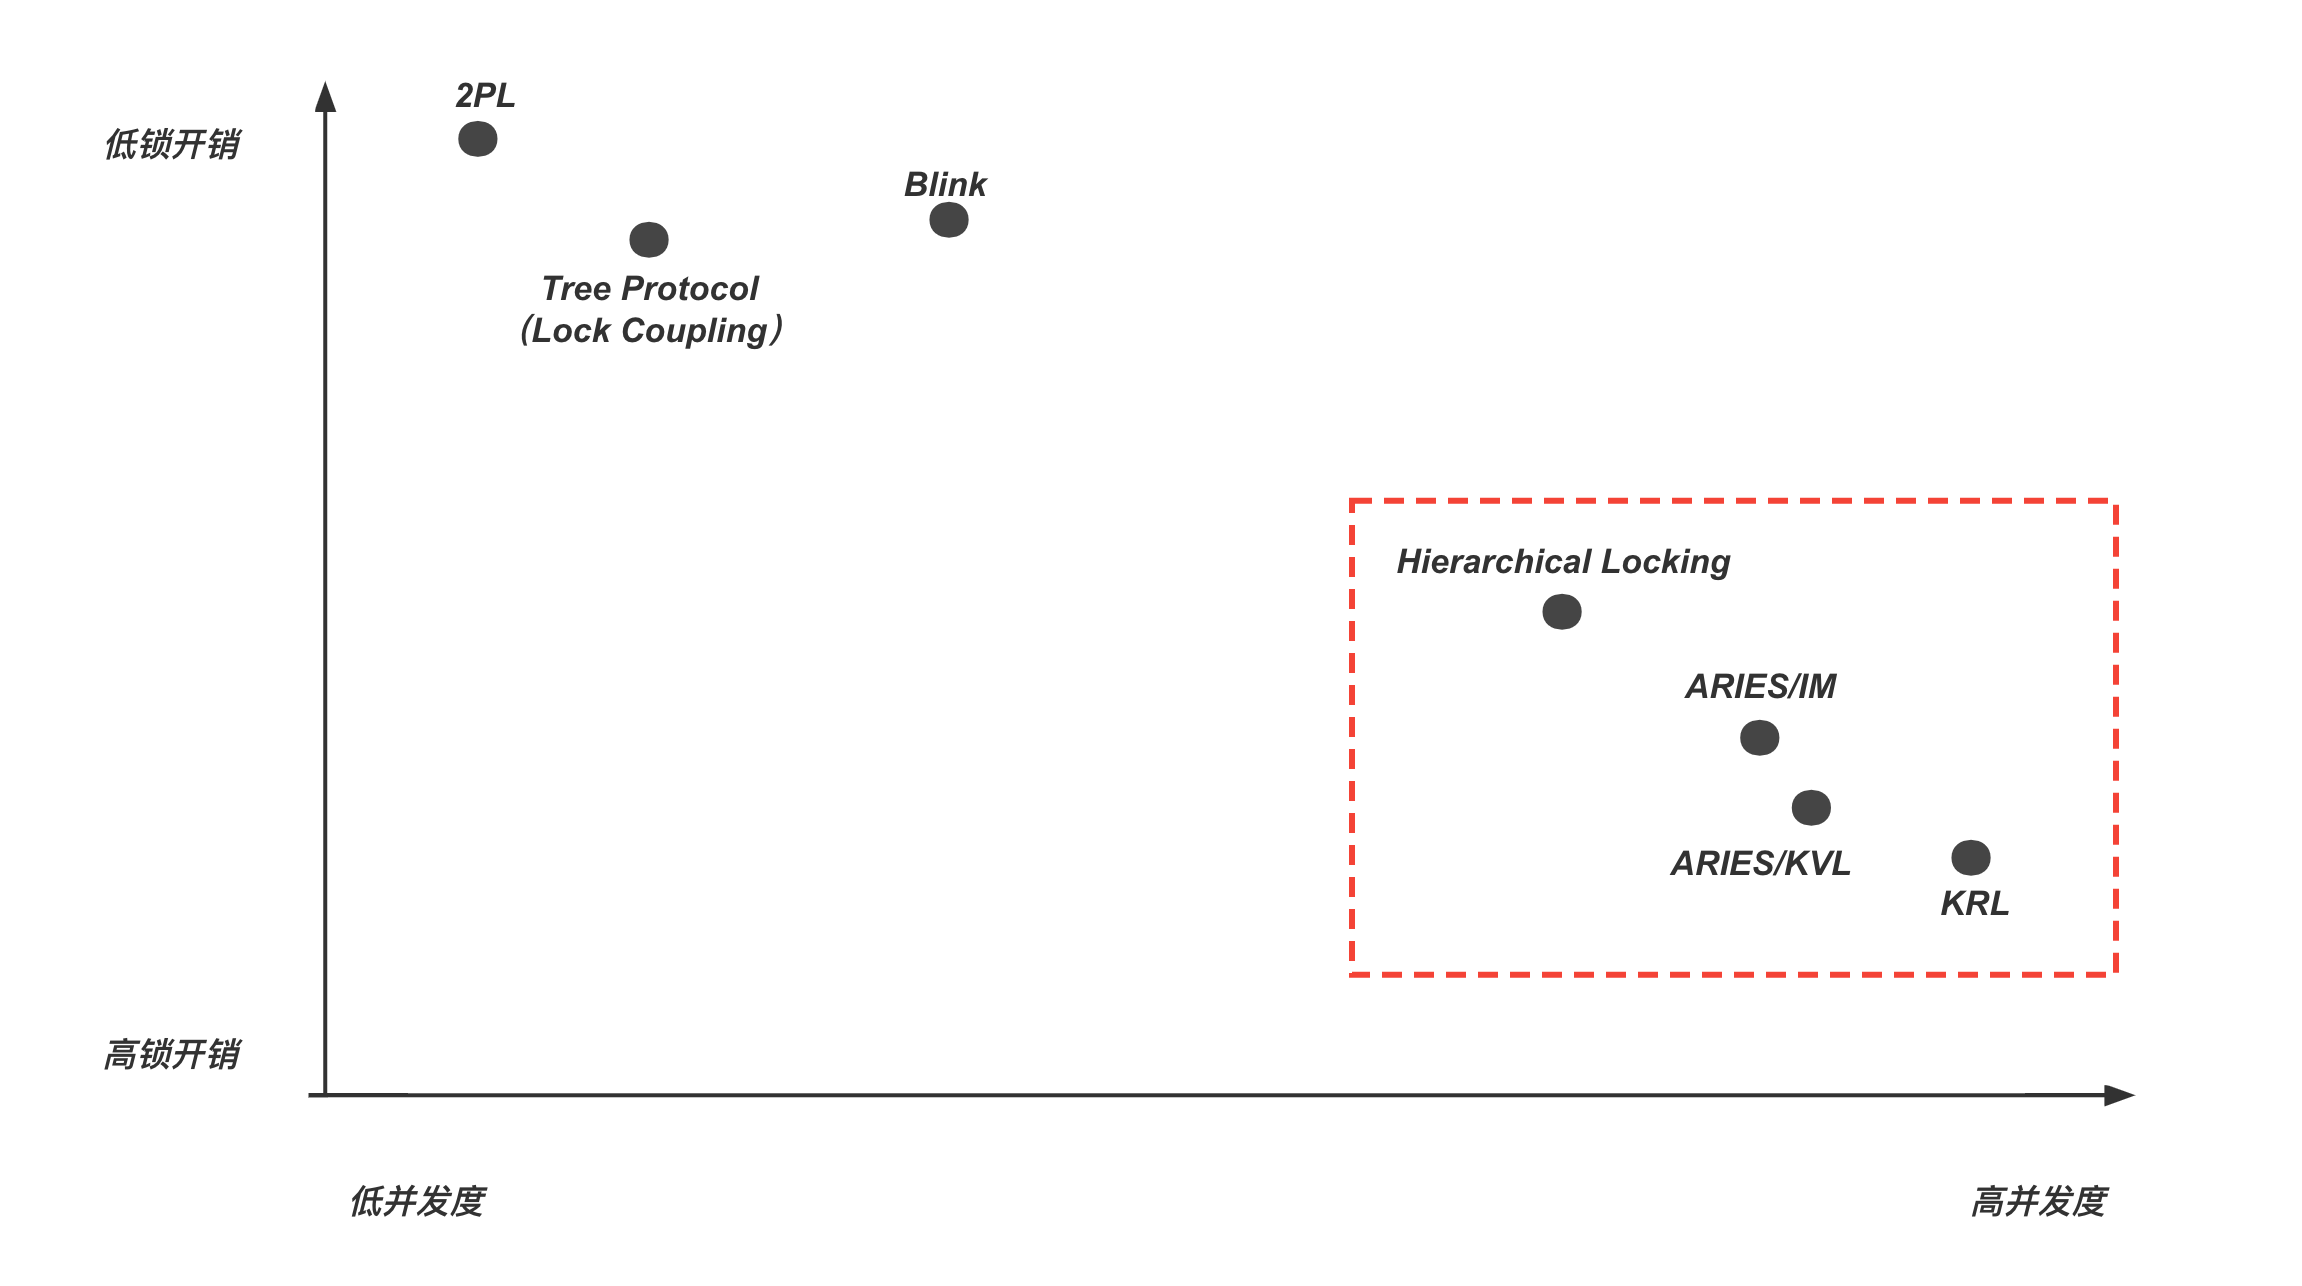 2PL
低锁开销
Blink
Tree Protocol
（Lock Coupling）
Hierarchical Locking
ARIES/IM
ARIES/KVL
KRL
高锁开销
低并发度
高并发度